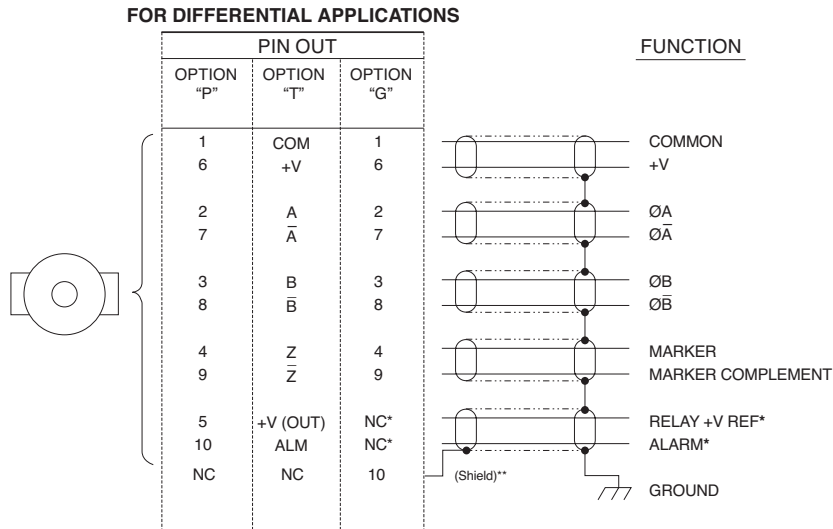 FOR DIFFERENTIAL APPLICATIONS
PIN OUT FUNCTION
OPTION OPTION OPTION
“P” “T” “G”
1 COM 1 COMMON
6 +V 6 +V
2 A 2 ØA
7 A̅ 7 ØA̅
3 B 3 ØB
8 B̅ 8 ØB̅
4 Z 4 MARKER
9 Z̅ 9 MARKER COMPLEMENT
5 +V (OUT) NC* RELAY +V REF*
10 ALM NC* ALARM*
NC NC 10 (Shield)** GROUND